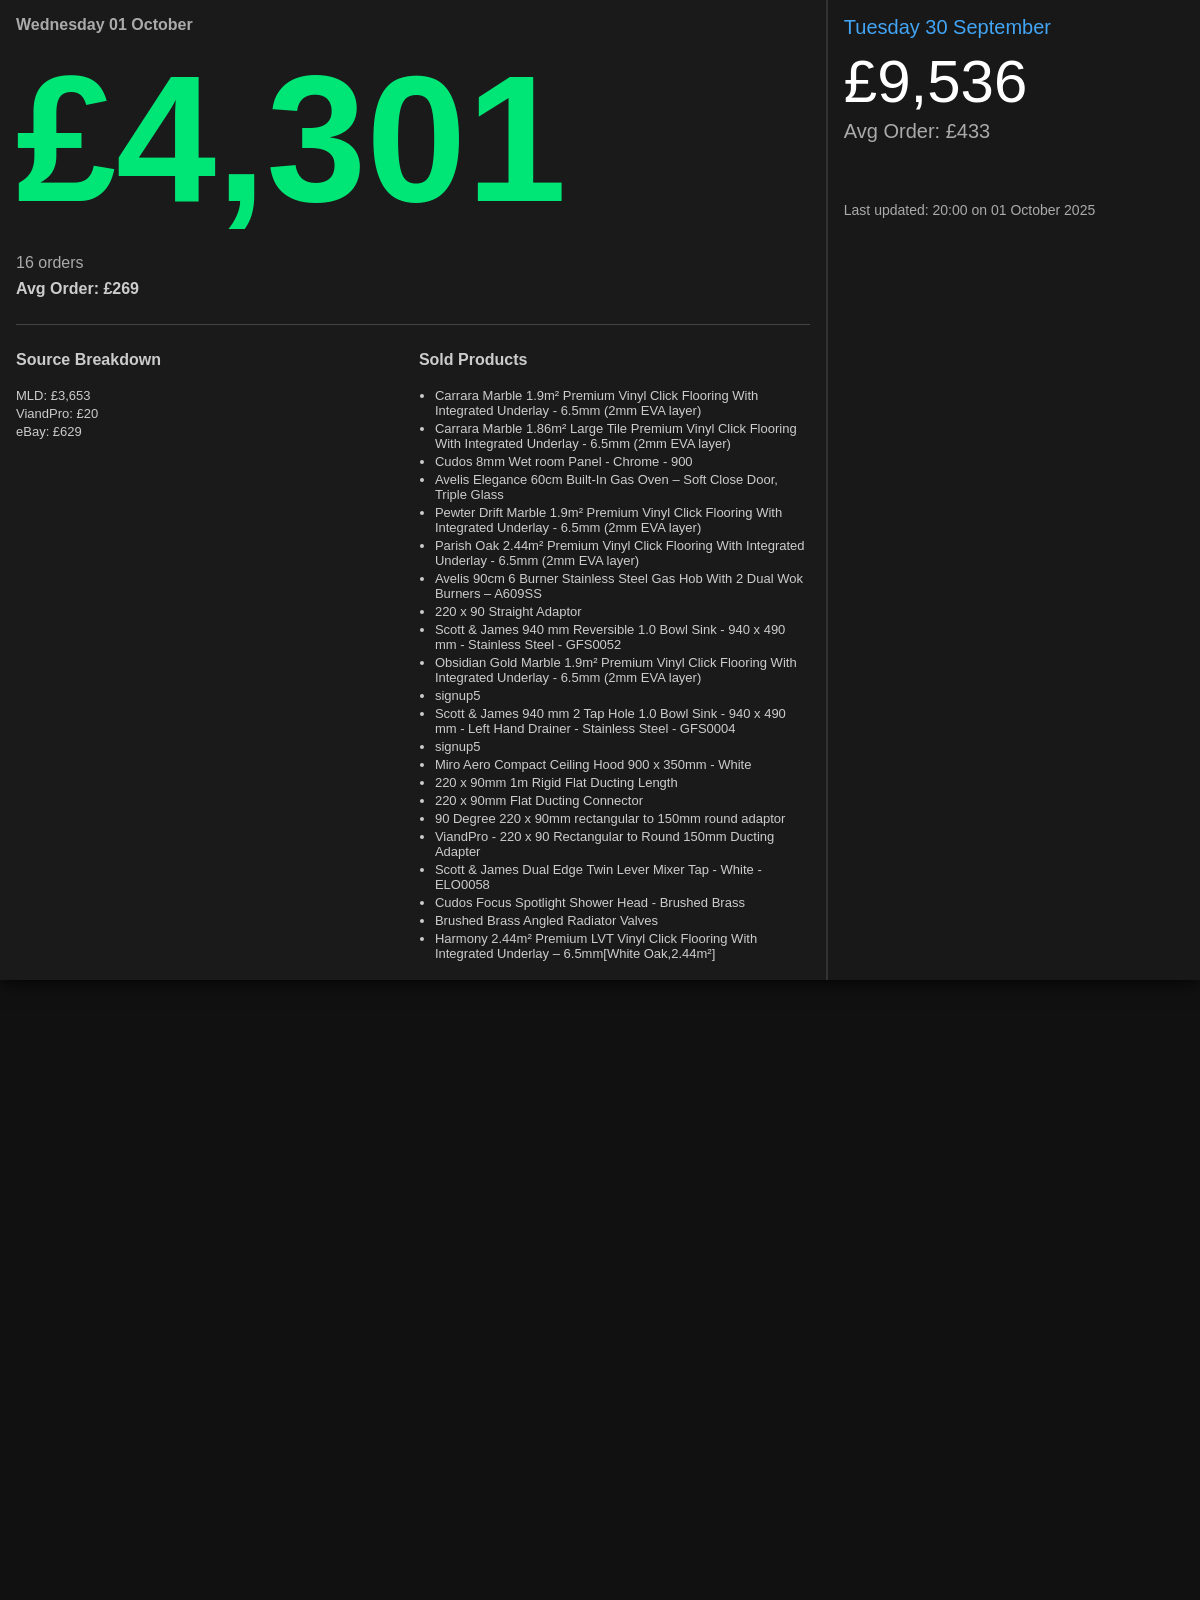 Wednesday 01 October
£4,301
16 orders
Avg Order: £269
Source Breakdown
MLD: £3,653
ViandPro: £20
eBay: £629
Sold Products
• Carrara Marble 1.9m² Premium Vinyl Click Flooring With
Integrated Underlay - 6.5mm (2mm EVA layer)
• Carrara Marble 1.86m² Large Tile Premium Vinyl Click Flooring
With Integrated Underlay - 6.5mm (2mm EVA layer)
• Cudos 8mm Wet room Panel - Chrome - 900
• Avelis Elegance 60cm Built-In Gas Oven – Soft Close Door,
Triple Glass
• Pewter Drift Marble 1.9m² Premium Vinyl Click Flooring With
Integrated Underlay - 6.5mm (2mm EVA layer)
• Parish Oak 2.44m² Premium Vinyl Click Flooring With Integrated
Underlay - 6.5mm (2mm EVA layer)
• Avelis 90cm 6 Burner Stainless Steel Gas Hob With 2 Dual Wok
Burners – A609SS
• 220 x 90 Straight Adaptor
• Scott & James 940 mm Reversible 1.0 Bowl Sink - 940 x 490
mm - Stainless Steel - GFS0052
• Obsidian Gold Marble 1.9m² Premium Vinyl Click Flooring With
Integrated Underlay - 6.5mm (2mm EVA layer)
• signup5
• Scott & James 940 mm 2 Tap Hole 1.0 Bowl Sink - 940 x 490
mm - Left Hand Drainer - Stainless Steel - GFS0004
• signup5
• Miro Aero Compact Ceiling Hood 900 x 350mm - White
• 220 x 90mm 1m Rigid Flat Ducting Length
• 220 x 90mm Flat Ducting Connector
• 90 Degree 220 x 90mm rectangular to 150mm round adaptor
• ViandPro - 220 x 90 Rectangular to Round 150mm Ducting
Adapter
• Scott & James Dual Edge Twin Lever Mixer Tap - White -
ELO0058
• Cudos Focus Spotlight Shower Head - Brushed Brass
• Brushed Brass Angled Radiator Valves
• Harmony 2.44m² Premium LVT Vinyl Click Flooring With
Integrated Underlay – 6.5mm[White Oak,2.44m²]
Tuesday 30 September
£9,536
Avg Order: £433
Last updated: 20:00 on 01 October 2025